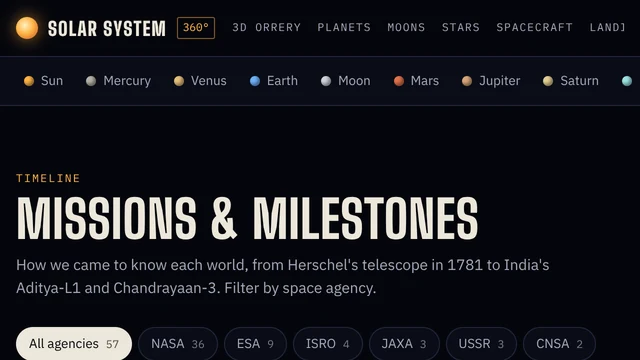 SOLAR SYSTEM 360° 3D ORRERY PLANETS MOONS STARS SPACECRAFT
Sun Mercury Venus Earth Moon Mars Jupiter Saturn
TIMELINE
MISSIONS & MILESTONES
How we came to know each world, from Herschel's telescope in 1781 to India's
Aditya-L1 and Chandrayaan-3. Filter by space agency.
All agencies 57 NASA 36 ESA 9 ISRO 4 JAXA 3 USSR 3 CNSA 2